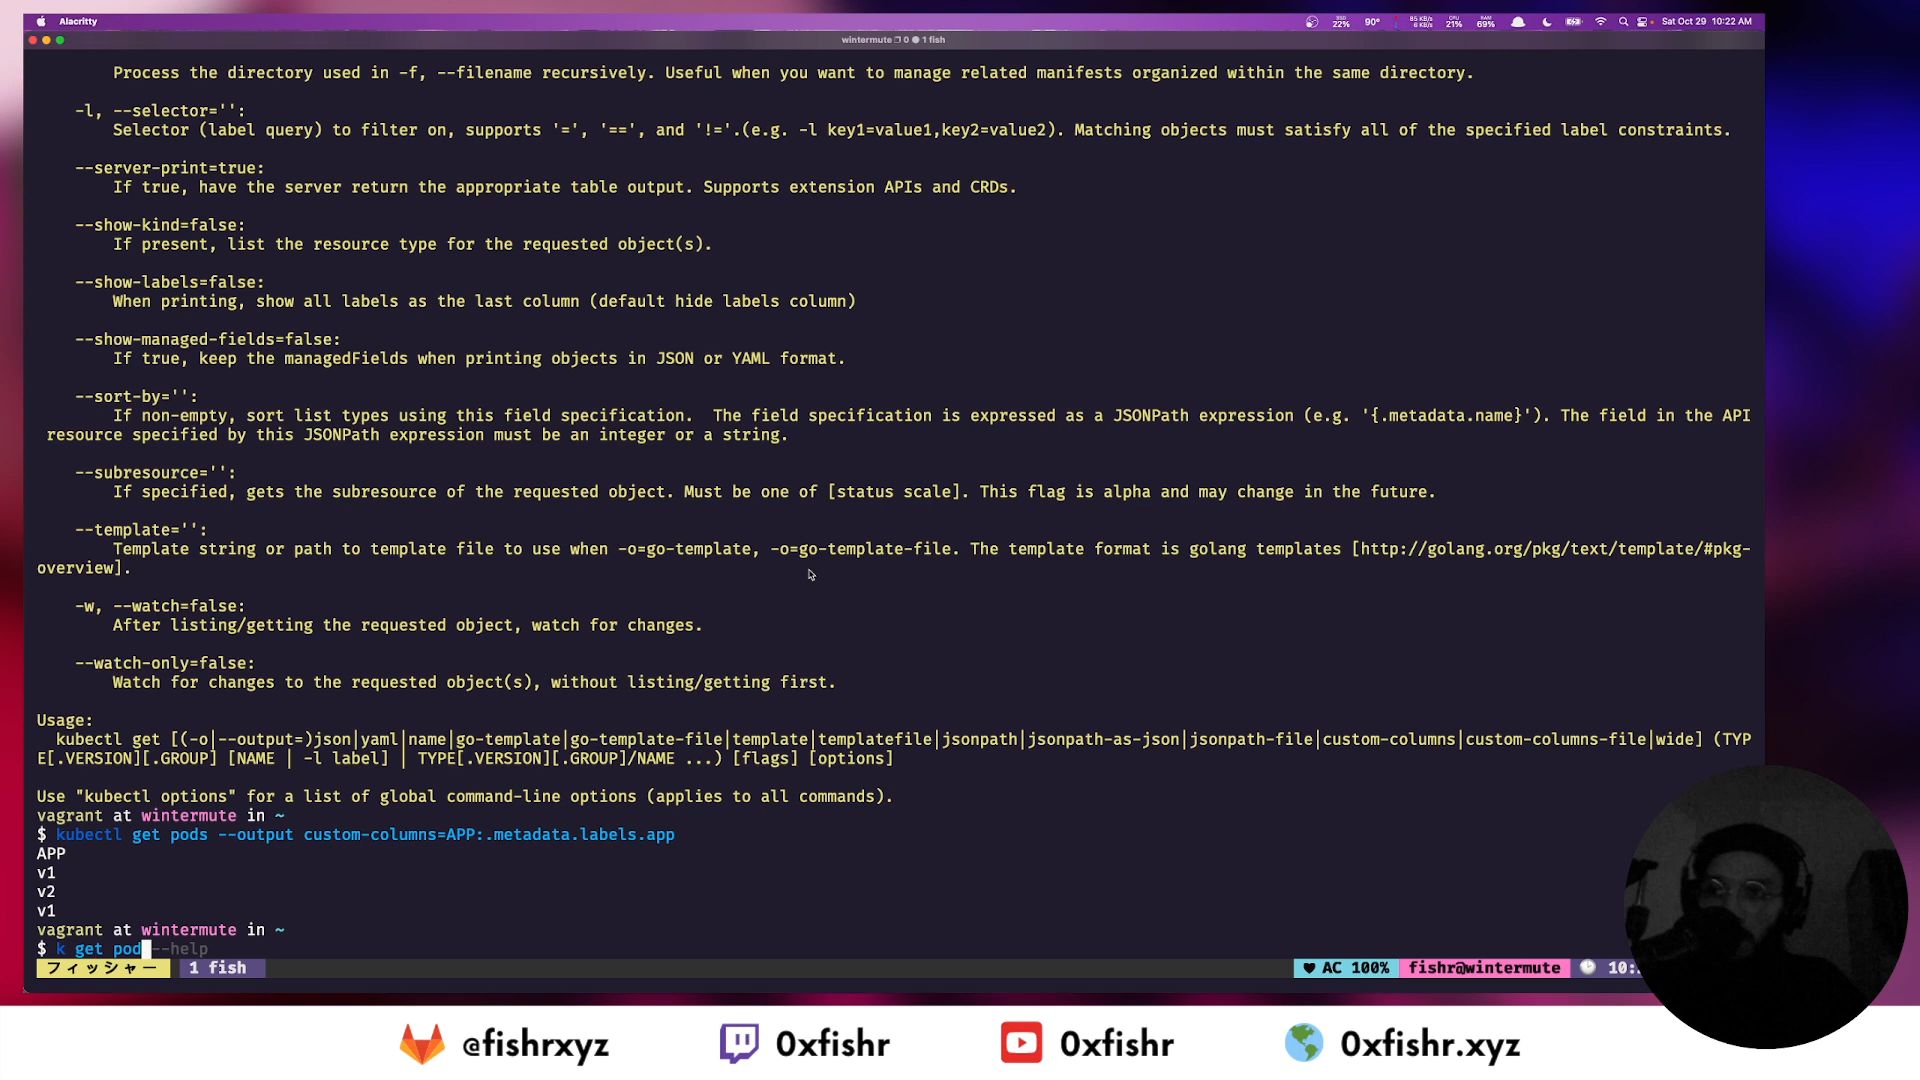 Alacritty
SSD 22% 90° 85 KB/s 6 KB/s CPU 21% RAM 69% Sat Oct 29 10:22 AM
wintermute 0 1 fish
Process the directory used in -f, --filename recursively. Useful when you want to manage related manifests organized within the same directory.
-l, --selector='':
Selector (label query) to filter on, supports '=', '==', and '!='.(e.g. -l key1=value1,key2=value2). Matching objects must satisfy all of the specified label constraints.
--server-print=true:
If true, have the server return the appropriate table output. Supports extension APIs and CRDs.
--show-kind=false:
If present, list the resource type for the requested object(s).
--show-labels=false:
When printing, show all labels as the last column (default hide labels column)
--show-managed-fields=false:
If true, keep the managedFields when printing objects in JSON or YAML format.
--sort-by='':
If non-empty, sort list types using this field specification.  The field specification is expressed as a JSONPath expression (e.g. '{.metadata.name}'). The field in the API
resource specified by this JSONPath expression must be an integer or a string.
--subresource='':
If specified, gets the subresource of the requested object. Must be one of [status scale]. This flag is alpha and may change in the future.
--template='':
Template string or path to template file to use when -o=go-template, -o=go-template-file. The template format is golang templates [http://golang.org/pkg/text/template/#pkg-
overview].
-w, --watch=false:
After listing/getting the requested object, watch for changes.
--watch-only=false:
Watch for changes to the requested object(s), without listing/getting first.
Usage:
kubectl get [(-o|--output=)json|yaml|name|go-template|go-template-file|template|templatefile|jsonpath|jsonpath-as-json|jsonpath-file|custom-columns|custom-columns-file|wide] (TYP
E[.VERSION][.GROUP] [NAME | -l label] | TYPE[.VERSION][.GROUP]/NAME ...) [flags] [options]
Use "kubectl options" for a list of global command-line options (applies to all commands).
vagrant at wintermute in ~
$ kubectl get pods --output custom-columns=APP:.metadata.labels.app
APP
v1
v2
v1
vagrant at wintermute in ~
$ k get pod --help
フィッシャー 1 fish ♥ AC 100% fishr@wintermute 10:
@fishrxyz 0xfishr 0xfishr 0xfishr.xyz